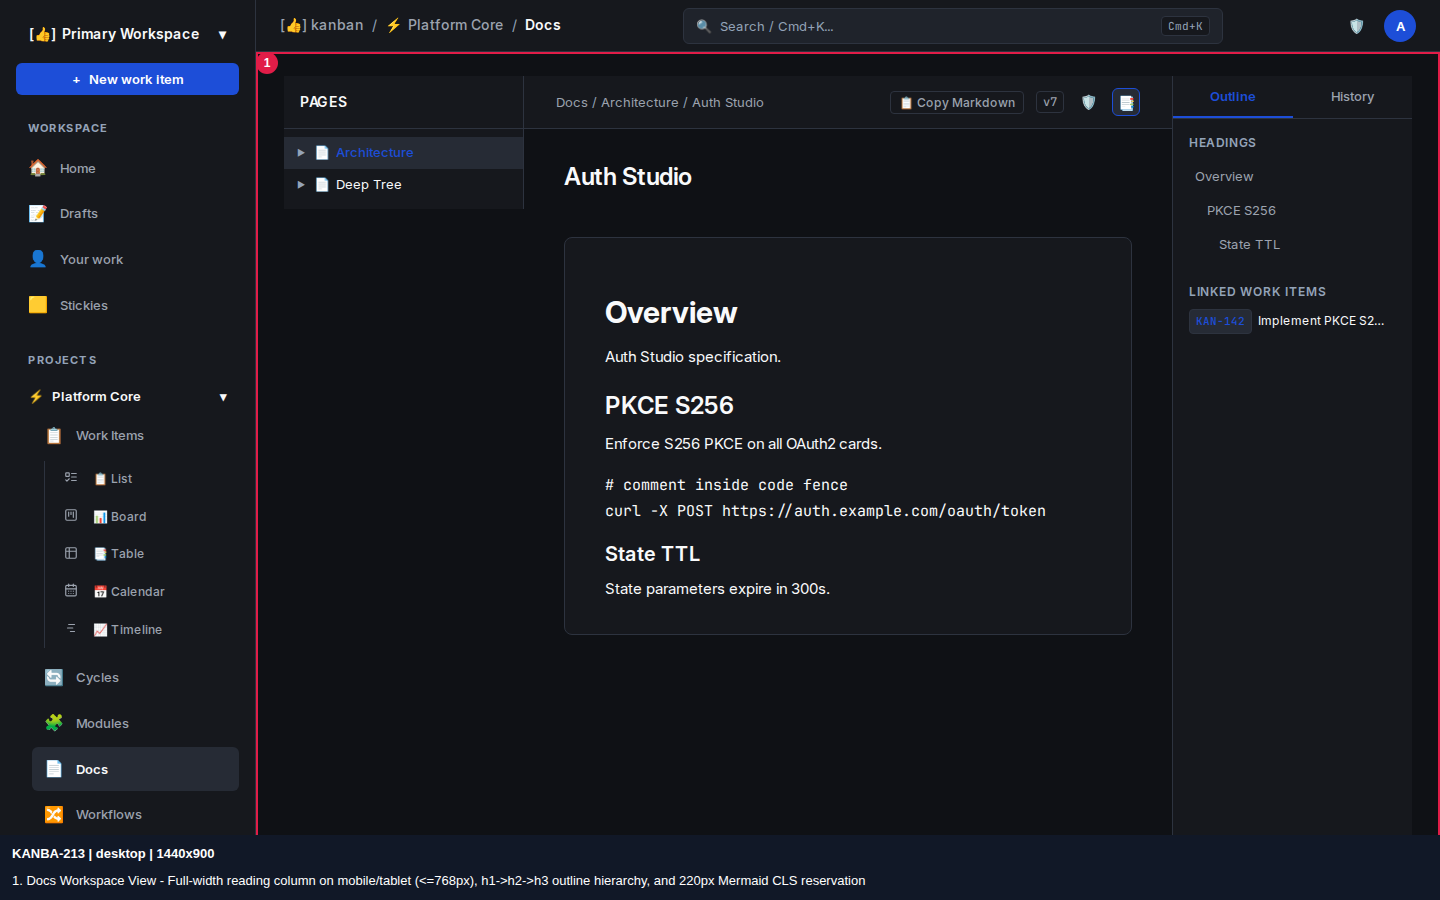 [👍] Primary Workspace ▼
+ New work item
WORKSPACE
🏠 Home
📝 Drafts
👤 Your work
🟨 Stickies
PROJECTS
⚡ Platform Core ▼
📋 Work Items
📋 List
📊 Board
📑 Table
📅 Calendar
📈 Timeline
🔄 Cycles
🧩 Modules
📄 Docs
🔀 Workflows
[👍] kanban / ⚡ Platform Core / Docs
🔍 Search / Cmd+K... Cmd+K
🛡️ A
1
PAGES
▶ 📄 Architecture
▶ 📄 Deep Tree
Docs / Architecture / Auth Studio
📋 Copy Markdown v7 🛡️ 📑
Auth Studio
Overview
Auth Studio specification.
PKCE S256
Enforce S256 PKCE on all OAuth2 cards.
# comment inside code fence
curl -X POST https://auth.example.com/oauth/token
State TTL
State parameters expire in 300s.
Outline History
HEADINGS
Overview
PKCE S256
State TTL
LINKED WORK ITEMS
KAN-142 Implement PKCE S2...
KANBA-213 | desktop | 1440x900
1. Docs Workspace View - Full-width reading column on mobile/tablet (<=768px), h1->h2->h3 outline hierarchy, and 220px Mermaid CLS reservation